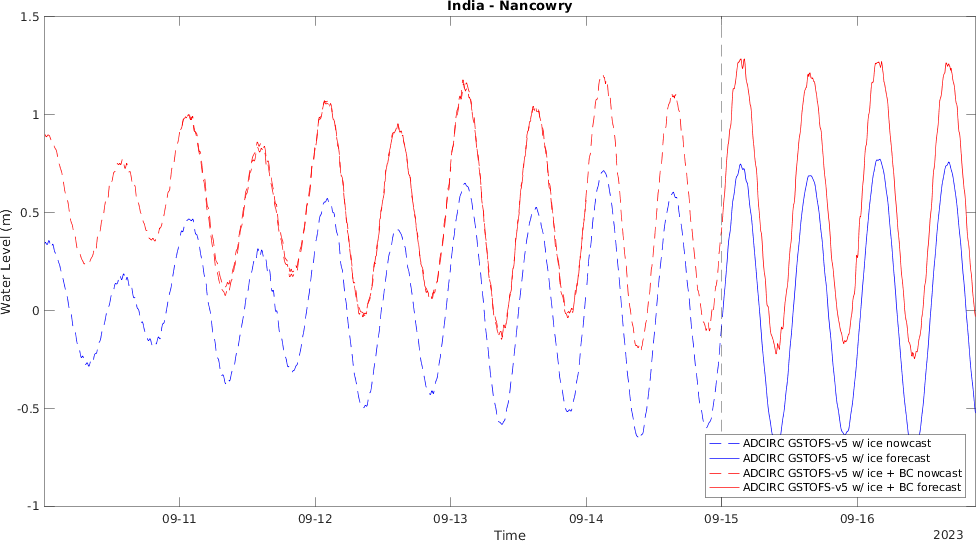 India - Nancowry
1.5
1
0.5
0
-0.5
-1
Water Level (m)
09-11
09-12
09-13
09-14
09-15
09-16
Time
2023
ADCIRC GSTOFS-v5 w/ ice nowcast
ADCIRC GSTOFS-v5 w/ ice forecast
ADCIRC GSTOFS-v5 w/ ice + BC nowcast
ADCIRC GSTOFS-v5 w/ ice + BC forecast